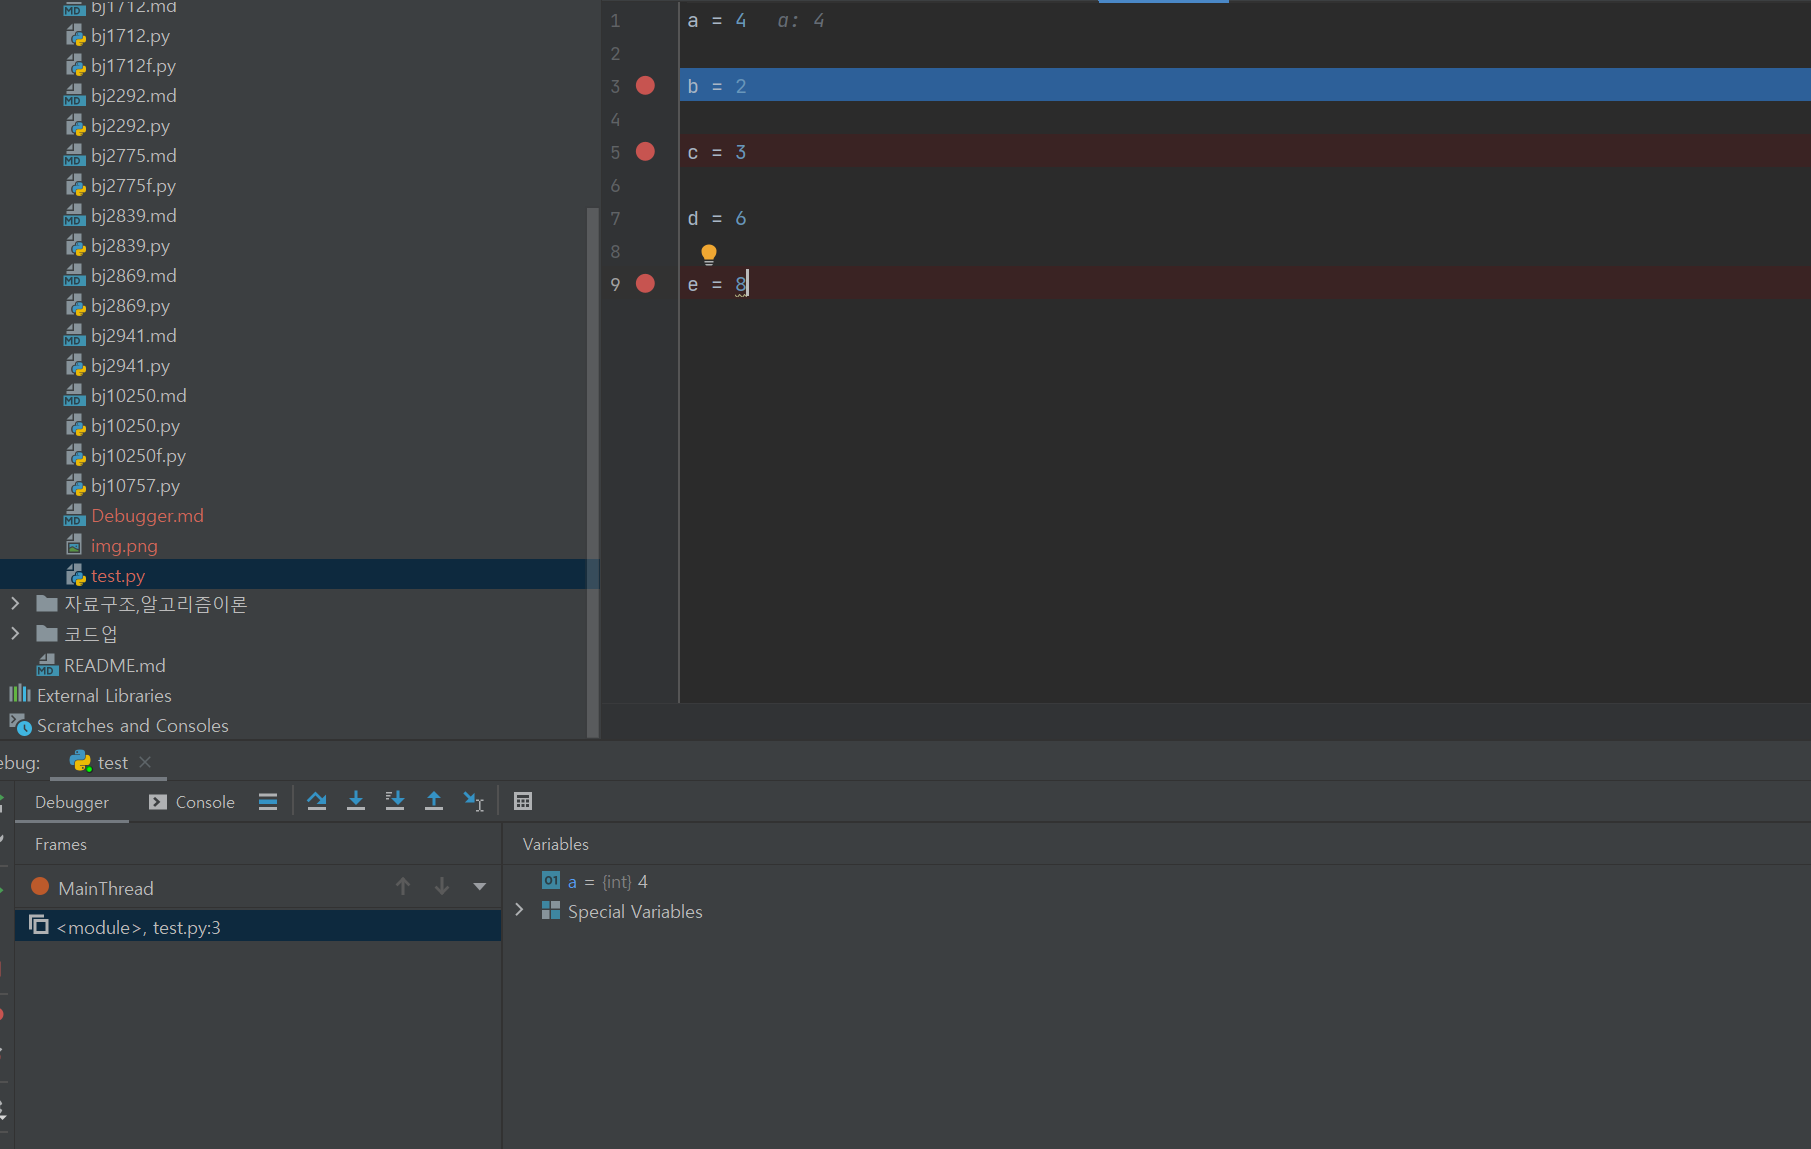 bj1712.md
bj1712.py
bj1712f.py
bj2292.md
bj2292.py
bj2775.md
bj2775f.py
bj2839.md
bj2839.py
bj2869.md
bj2869.py
bj2941.md
bj2941.py
bj10250.md
bj10250.py
bj10250f.py
bj10757.py
Debugger.md
img.png
test.py
자료구조,알고리즘이론
코드업
README.md
External Libraries
Scratches and Consoles
1 a = 4 a: 4
2
3 b = 2
4
5 c = 3
6
7 d = 6
8
9 e = 8
ebug: test
Debugger Console
Frames
MainThread
<module>, test.py:3
Variables
01 a = {int} 4
Special Variables